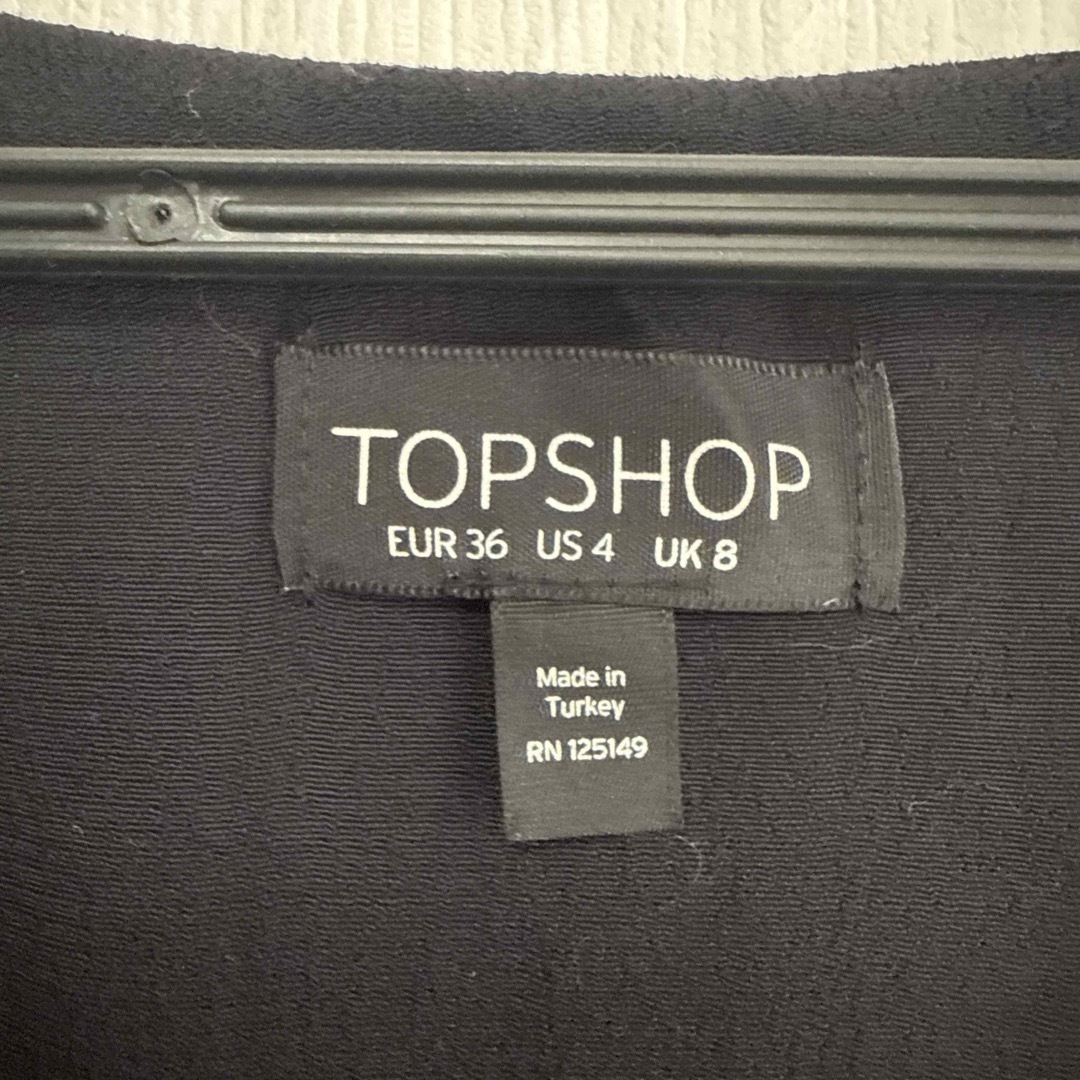 TOPSHOP
EUR 36 US 4 UK 8
Made in
Turkey
RN 125149